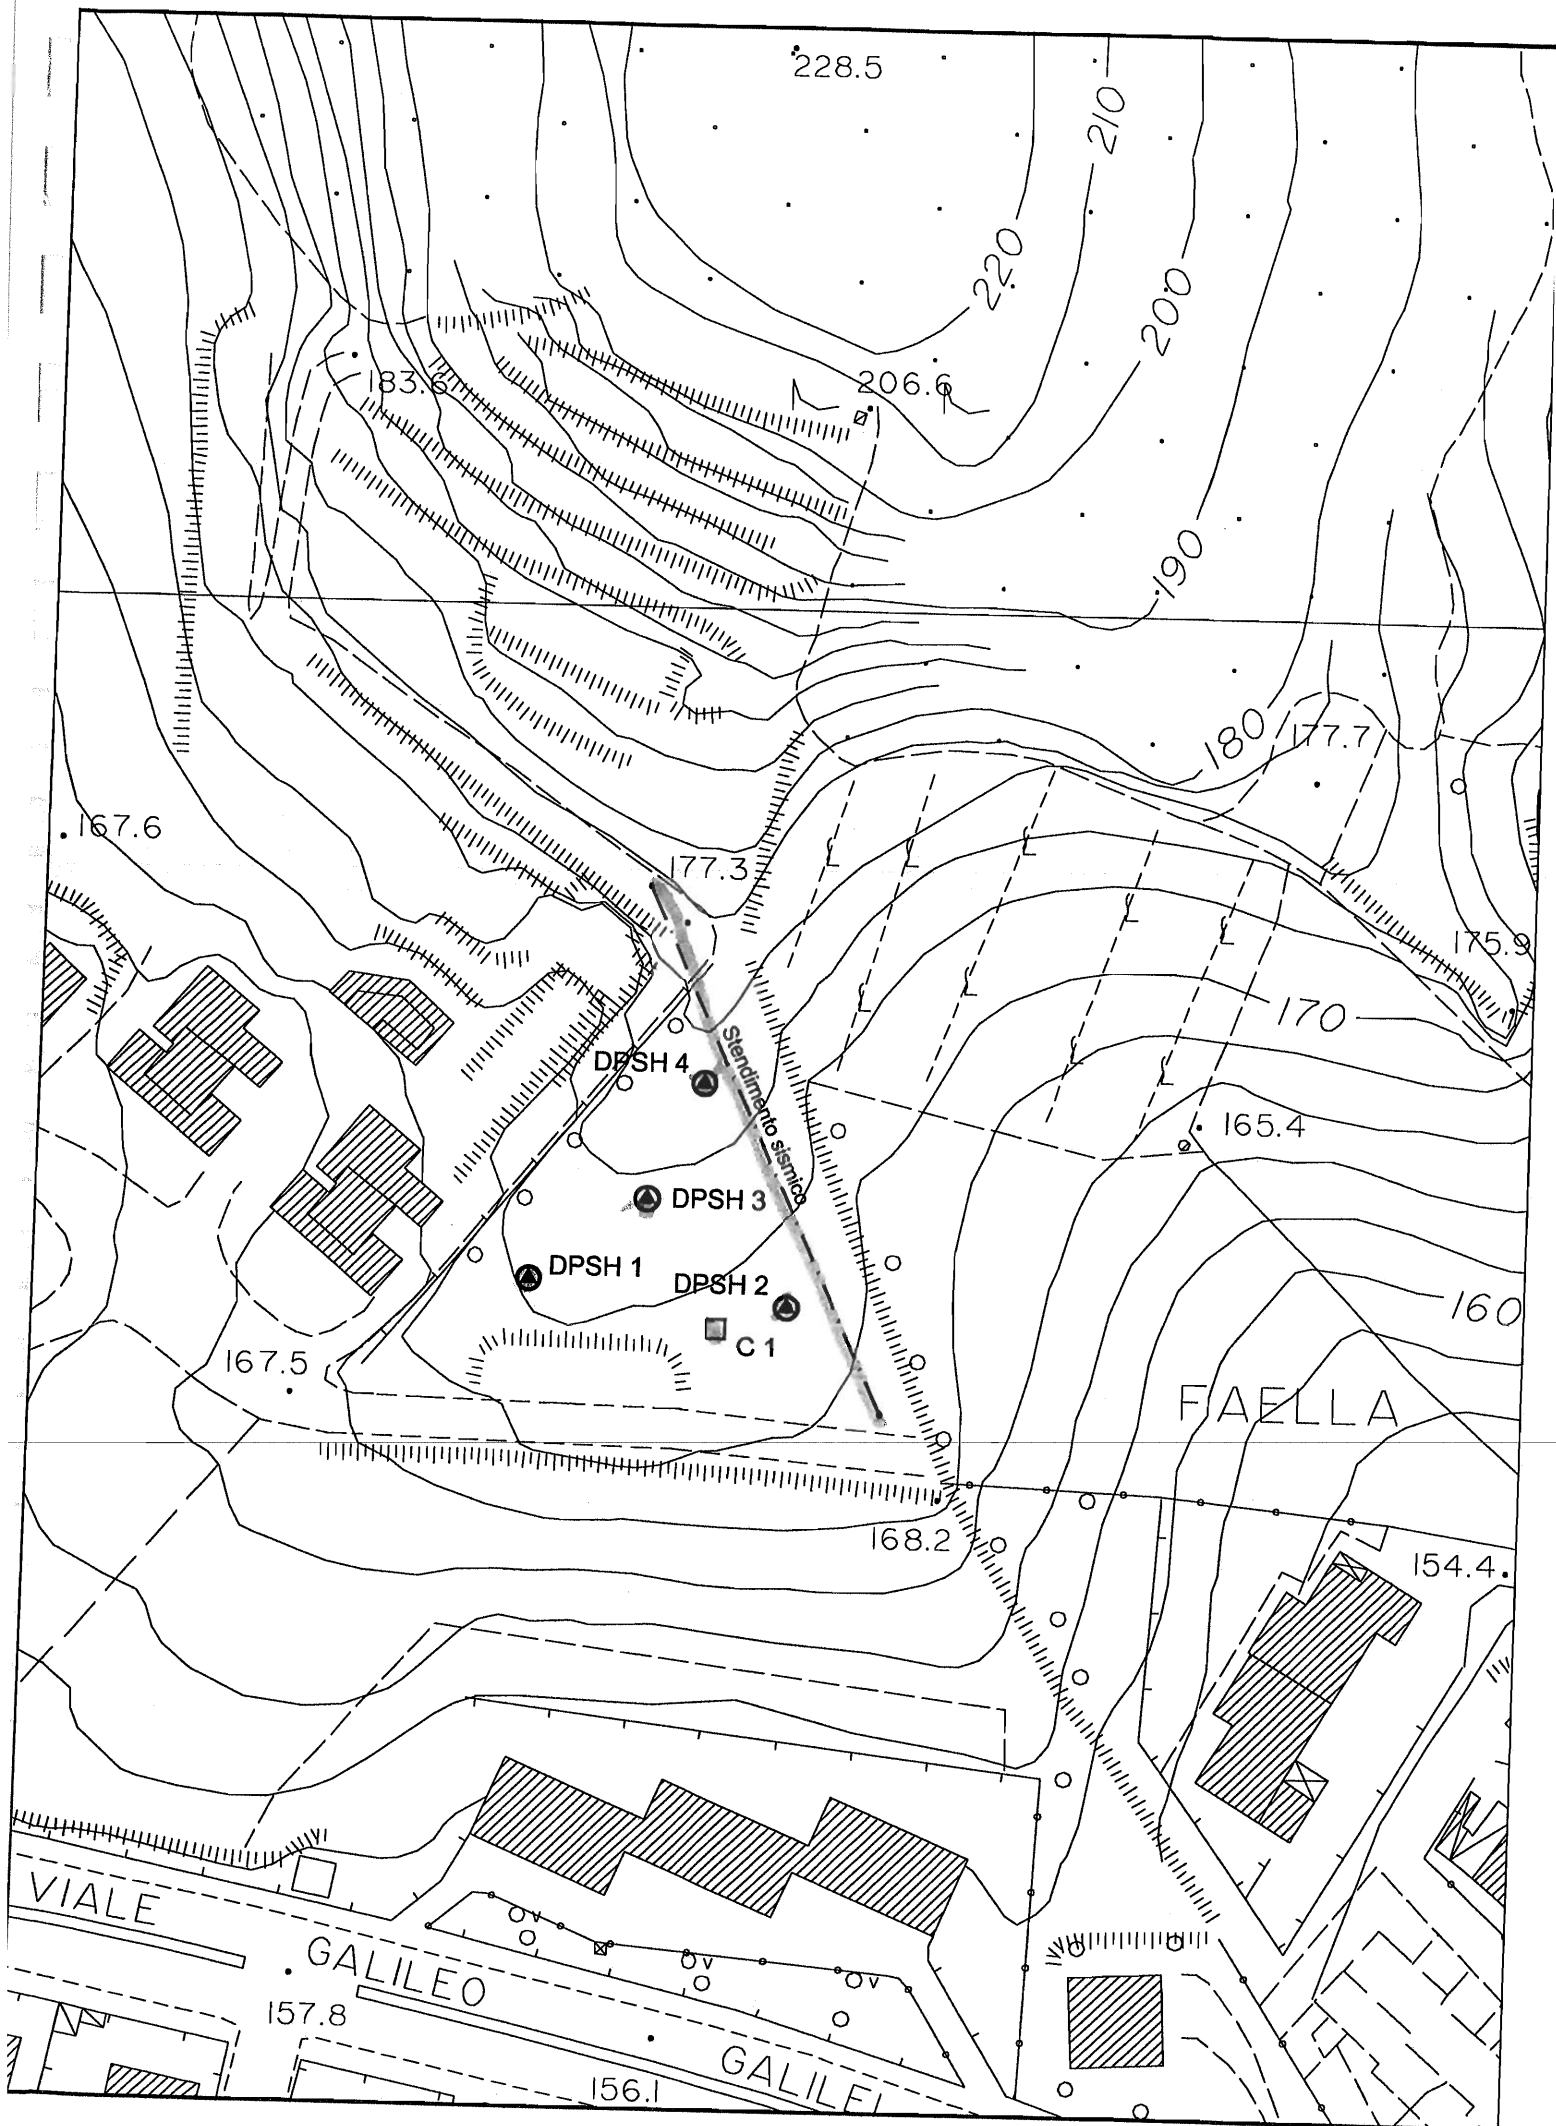 228.5
210
220
200
183.6
206.6
190
180
177.7
167.6
177.3
175.9
170
Stendimento sismico
DPSH 4
165.4
DPSH 3
DPSH 1
DPSH 2
160
C 1
167.5
FAELLA
168.2
154.4
VIALE
GALILEO
157.8
GALILEI
156.1